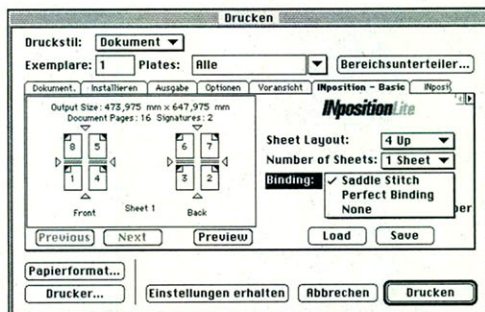 Drucken
Druckstil: Dokument
Exemplare: 1 Plates: Alle Bereichsunterteiler...
Dokument. Installieren Ausgabe Optionen Voransicht INposition - Basic INposi
Output Size: 473,975 mm x 647,975 mm
Document Pages: 16 Signatures: 2
INposition Lite
8 5 6 7
1 4 3 2
Front Sheet 1 Back
Sheet Layout: 4 Up
Number of Sheets: 1 Sheet
Binding: ✓ Saddle Stitch
Perfect Binding
None
ber
Previous Next Preview Load Save
Papierformat...
Drucker... Einstellungen erhalten Abbrechen Drucken